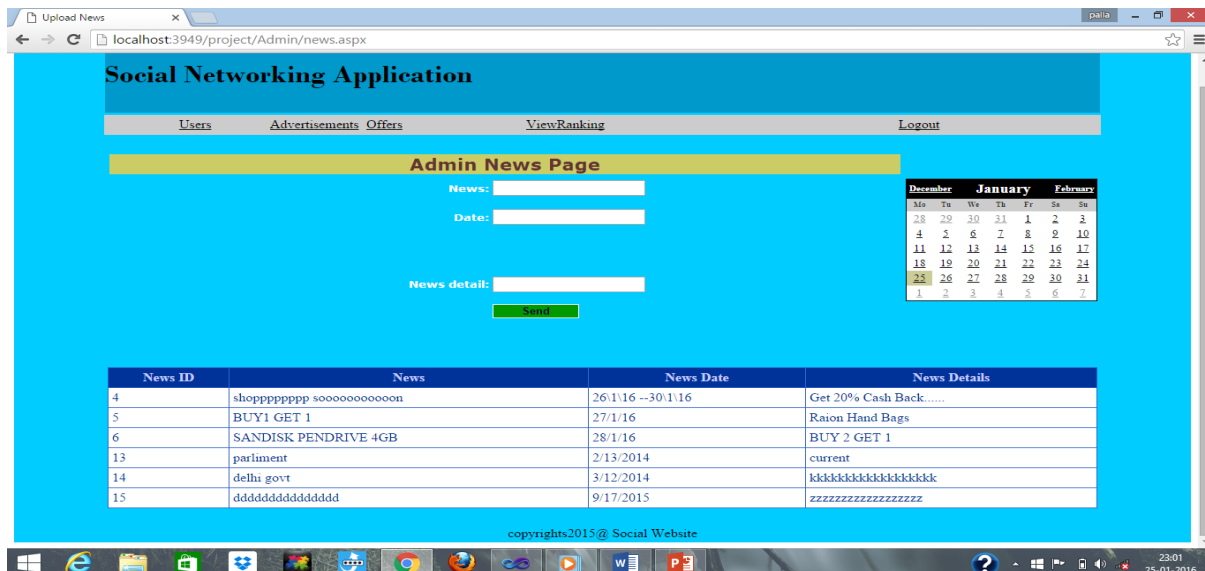 Upload News
palla
localhost:3949/project/Admin/news.aspx
Social Networking Application
Users Advertisements Offers ViewRanking Logout
Admin News Page
News:
Date:
News detail:
Send
December January February
Mo Tu We Th Fr Sa Su
28 29 30 31 1 2 3
4 5 6 7 8 9 10
11 12 13 14 15 16 17
18 19 20 21 22 23 24
25 26 27 28 29 30 31
1 2 3 4 5 6 7
News ID News News Date News Details
4 shopppppppp sooooooooooon 26\1\16 --30\1\16 Get 20% Cash Back......
5 BUY1 GET 1 27/1/16 Raion Hand Bags
6 SANDISK PENDRIVE 4GB 28/1/16 BUY 2 GET 1
13 parliment 2/13/2014 current
14 delhi govt 3/12/2014 kkkkkkkkkkkkkkkkkk
15 ddddddddddddddd 9/17/2015 zzzzzzzzzzzzzzzzzz
copyrights2015@ Social Website
23:01
25-01-2016